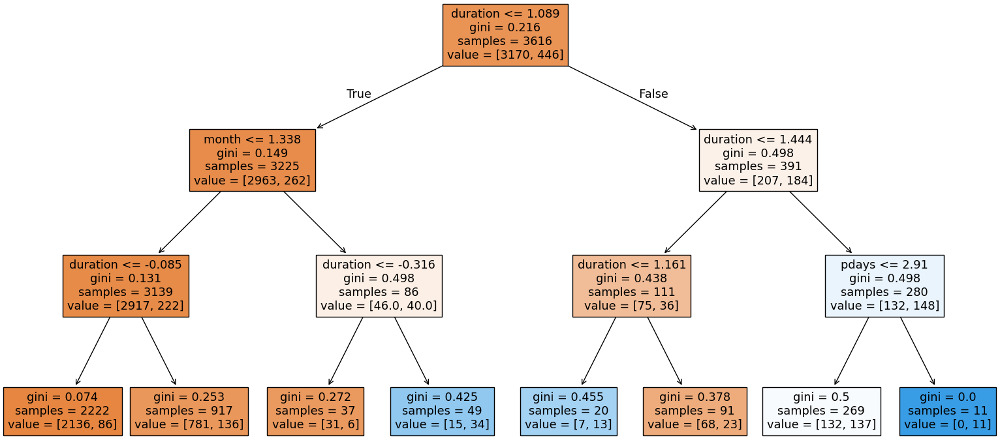 duration <= 1.089
gini = 0.216
samples = 3616
value = [3170, 446]
True
False
month <= 1.338
gini = 0.149
samples = 3225
value = [2963, 262]
duration <= 1.444
gini = 0.498
samples = 391
value = [207, 184]
duration <= -0.085
gini = 0.131
samples = 3139
value = [2917, 222]
duration <= -0.316
gini = 0.498
samples = 86
value = [46.0, 40.0]
duration <= 1.161
gini = 0.438
samples = 111
value = [75, 36]
pdays <= 2.91
gini = 0.498
samples = 280
value = [132, 148]
gini = 0.074
samples = 2222
value = [2136, 86]
gini = 0.253
samples = 917
value = [781, 136]
gini = 0.272
samples = 37
value = [31, 6]
gini = 0.425
samples = 49
value = [15, 34]
gini = 0.455
samples = 20
value = [7, 13]
gini = 0.378
samples = 91
value = [68, 23]
gini = 0.5
samples = 269
value = [132, 137]
gini = 0.0
samples = 11
value = [0, 11]